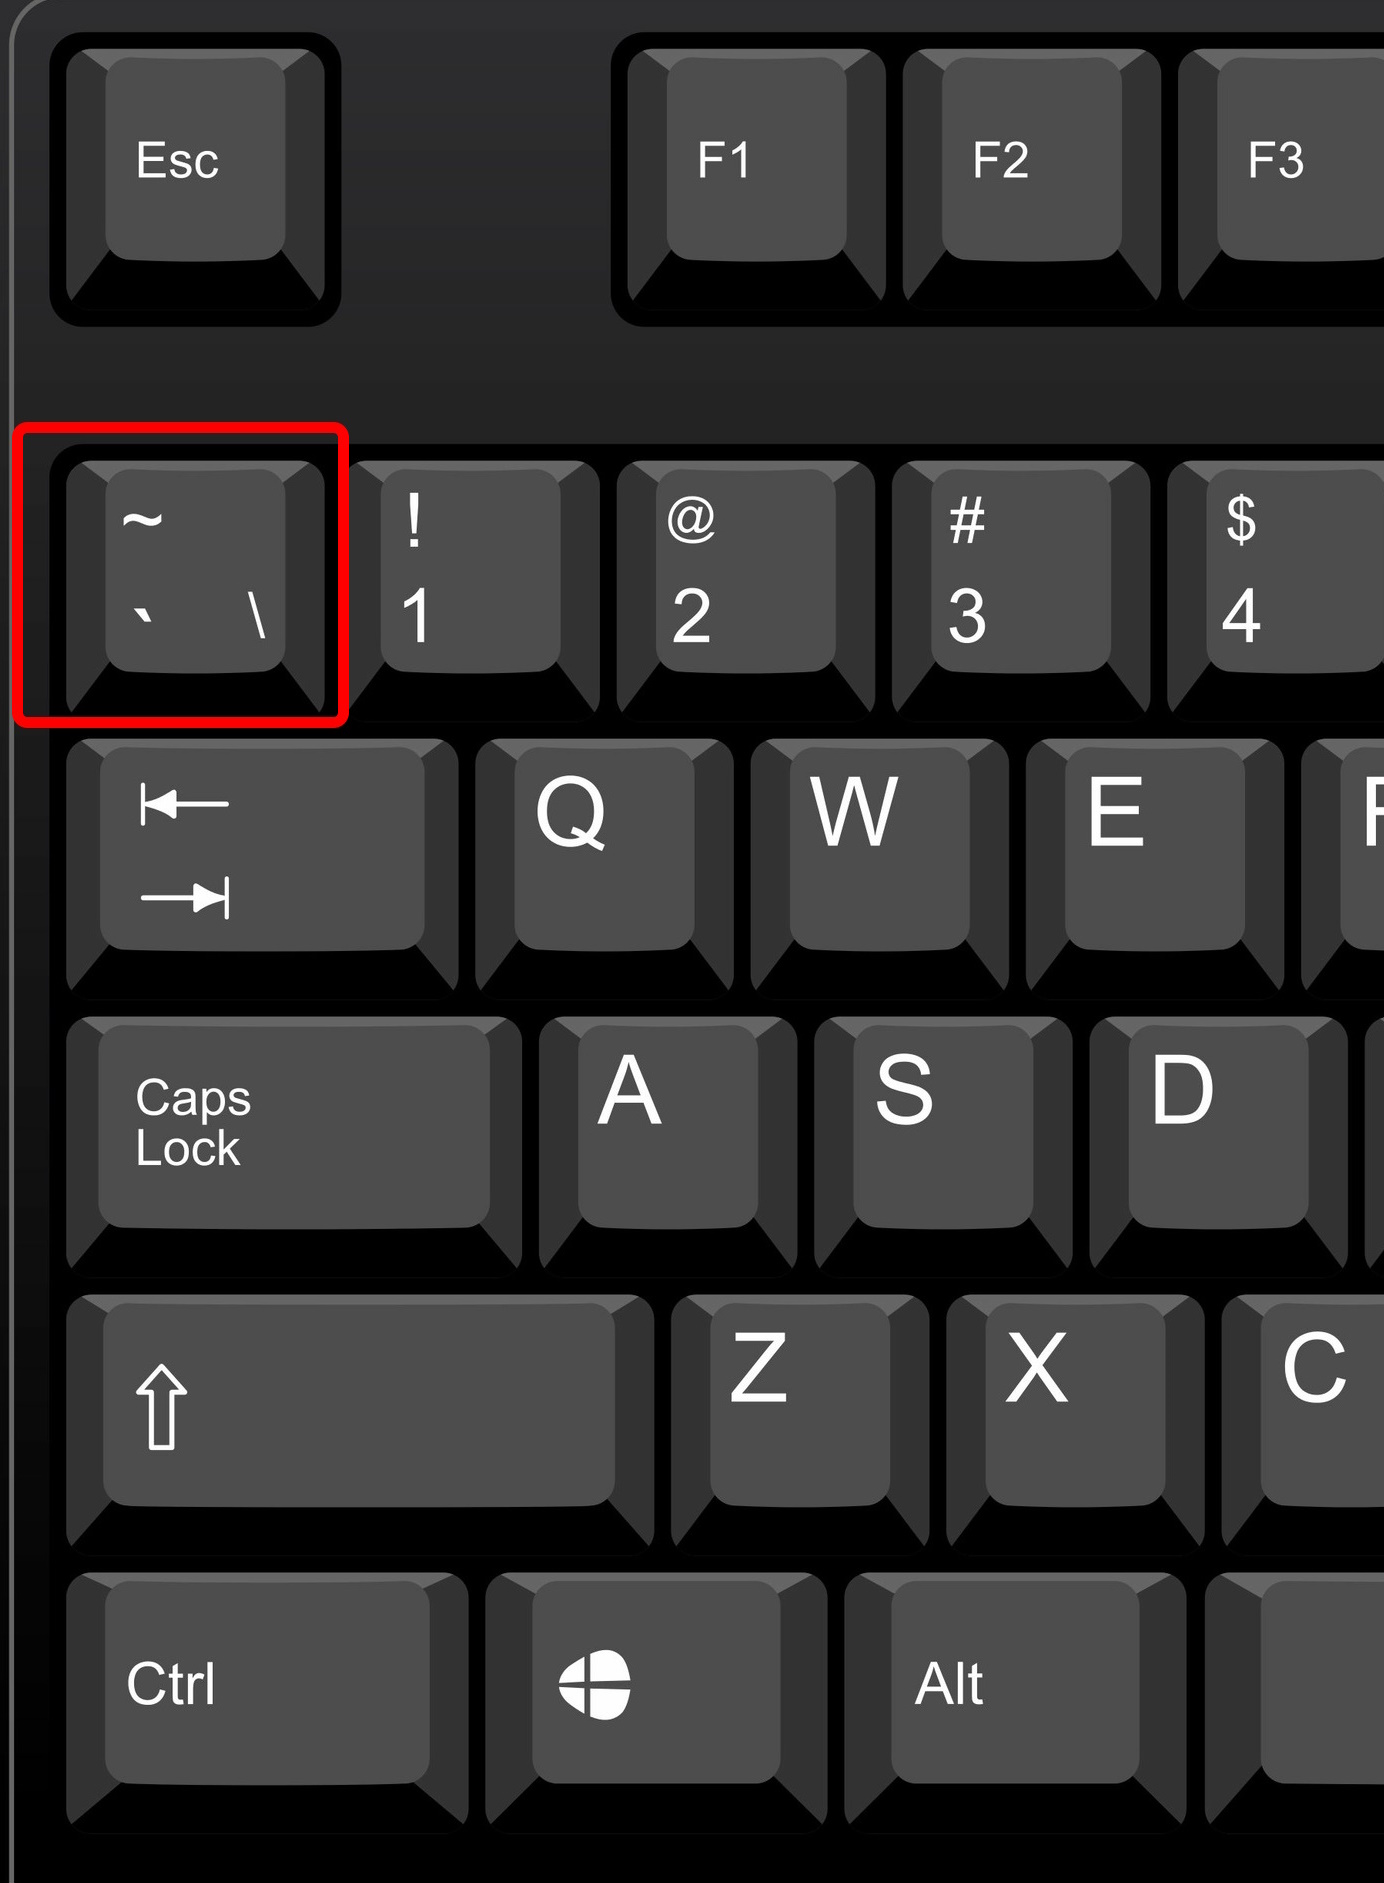 Esc F1 F2 F3
~ ! @ # $
` \ 1 2 3 4
Q W E
Caps
Lock
A S D
Z X C
Ctrl Alt